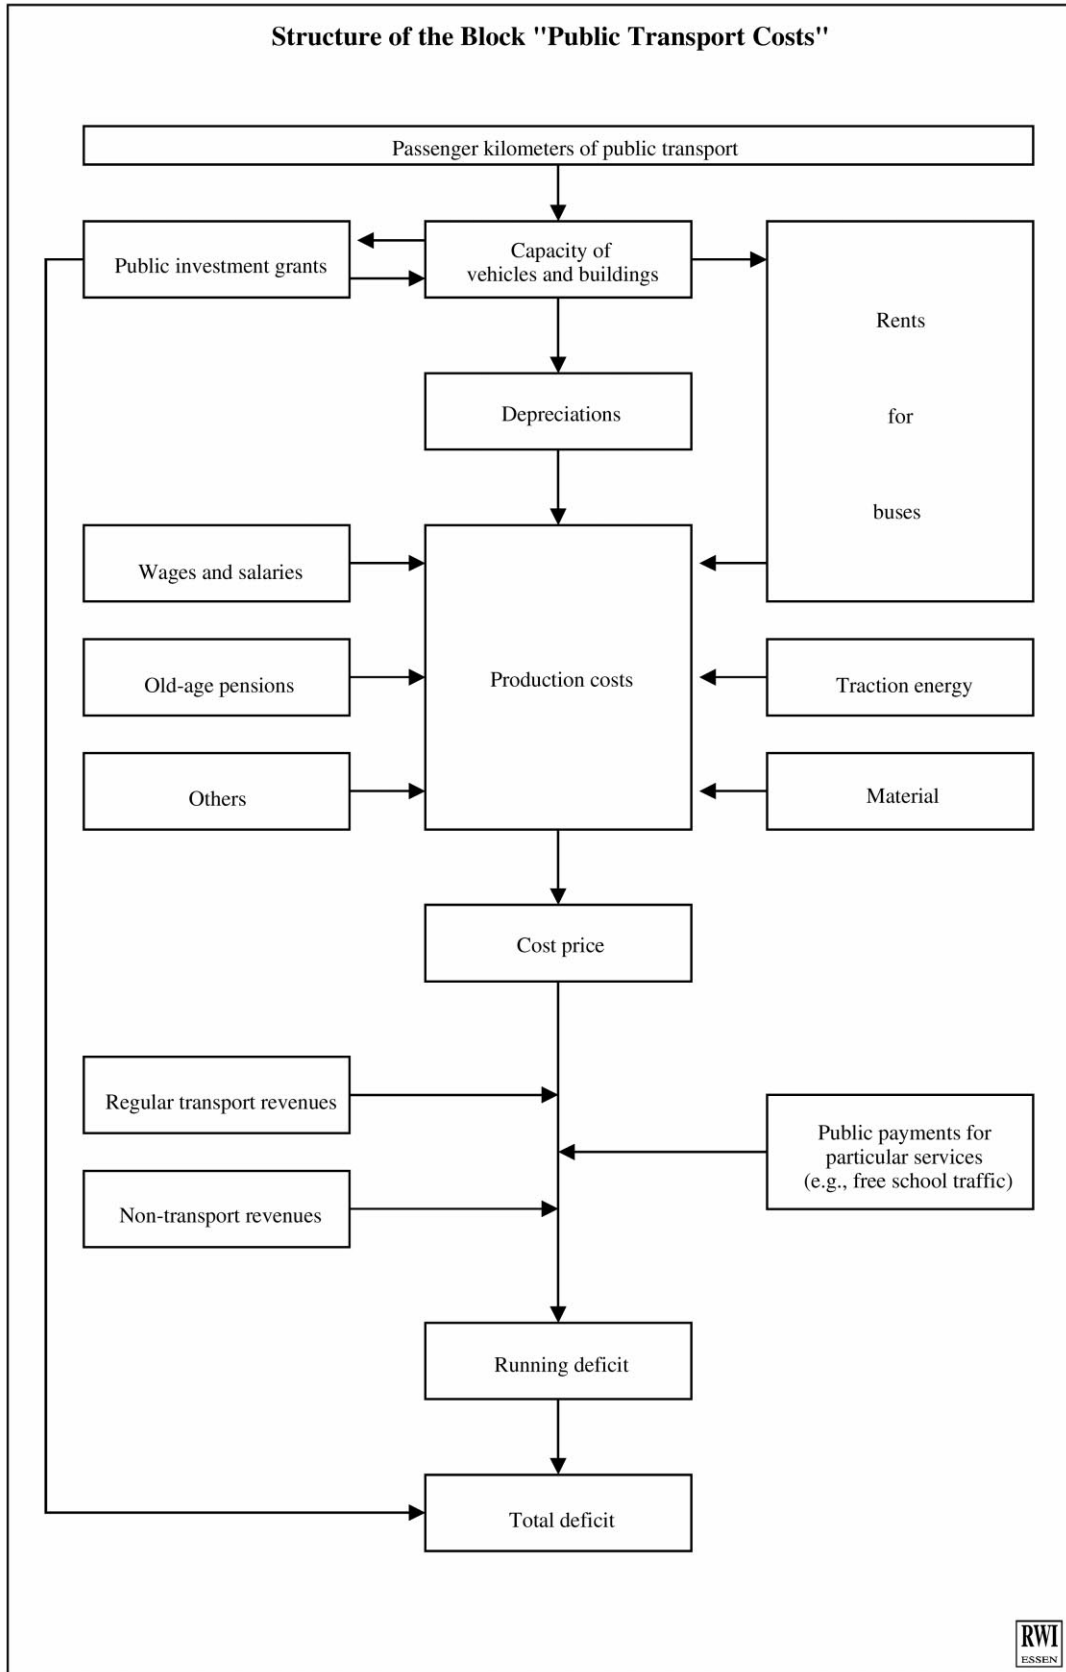 Structure of the Block "Public Transport Costs"
Passenger kilometers of public transport
Public investment grants
Capacity of
vehicles and buildings
Rents
for
buses
Depreciations
Wages and salaries
Old-age pensions
Production costs
Traction energy
Others
Material
Cost price
Regular transport revenues
Public payments for
particular services
(e.g., free school traffic)
Non-transport revenues
Running deficit
Total deficit
RWI
ESSEN